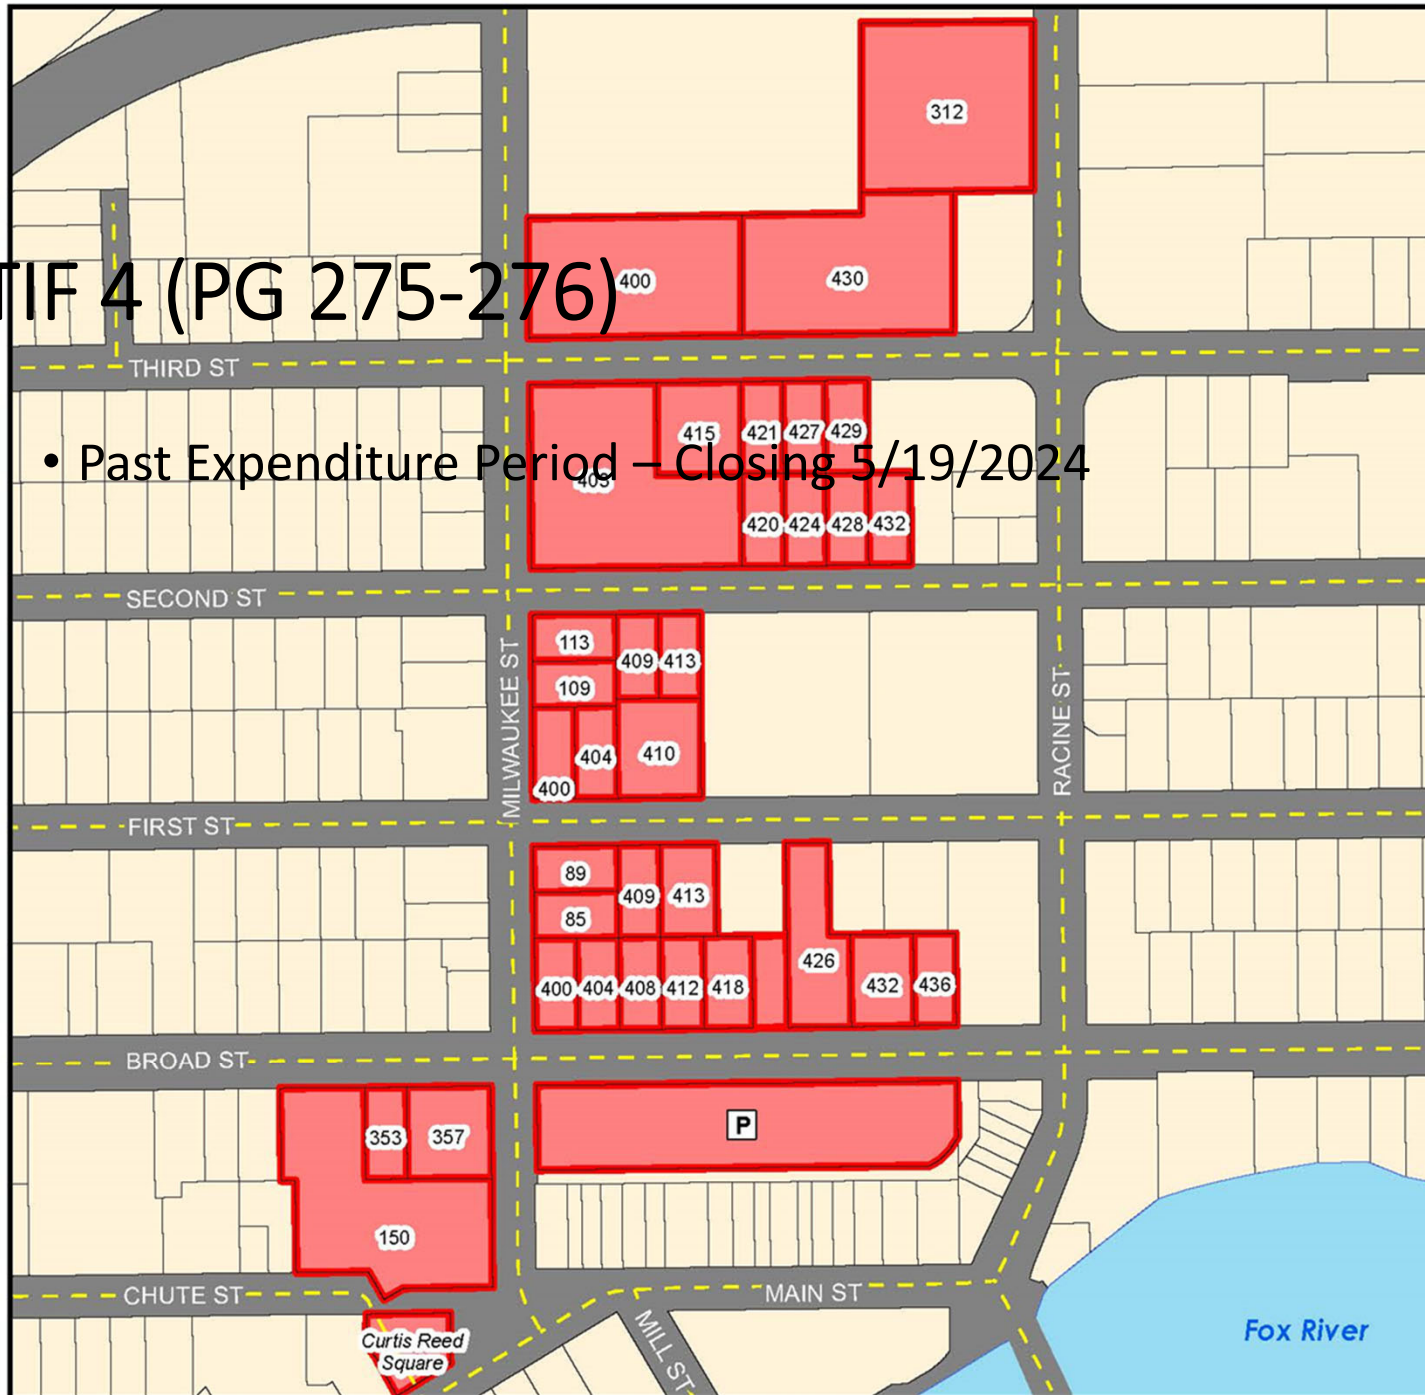 312
400
430
TIF 4 (PG 275-276)
THIRD ST
415
421
427
429
• Past Expenditure Period – Closing 5/19/2024
403
420
424
428
432
SECOND ST
MILWAUKEE ST
RACINE ST
113
409
413
109
404
410
400
FIRST ST
89
409
413
85
426
400
404
408
412
418
432
436
BROAD ST
353
357
P
150
CHUTE ST
MAIN ST
MILL ST
Curtis Reed
Square
Fox River